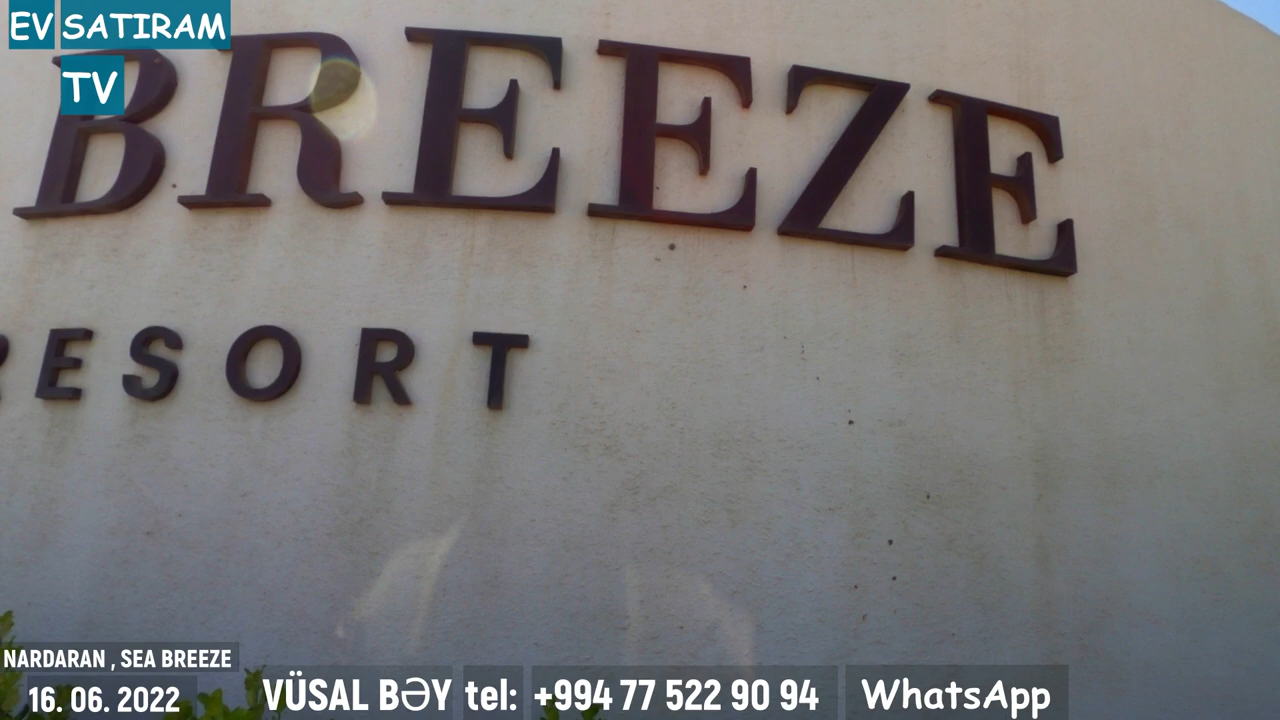 EV SATIRAM
TV
BREEZE
RESORT
NARDARAN , SEA BREEZE
16. 06. 2022
VÜSAL BƏY tel: +994 77 522 90 94 WhatsApp